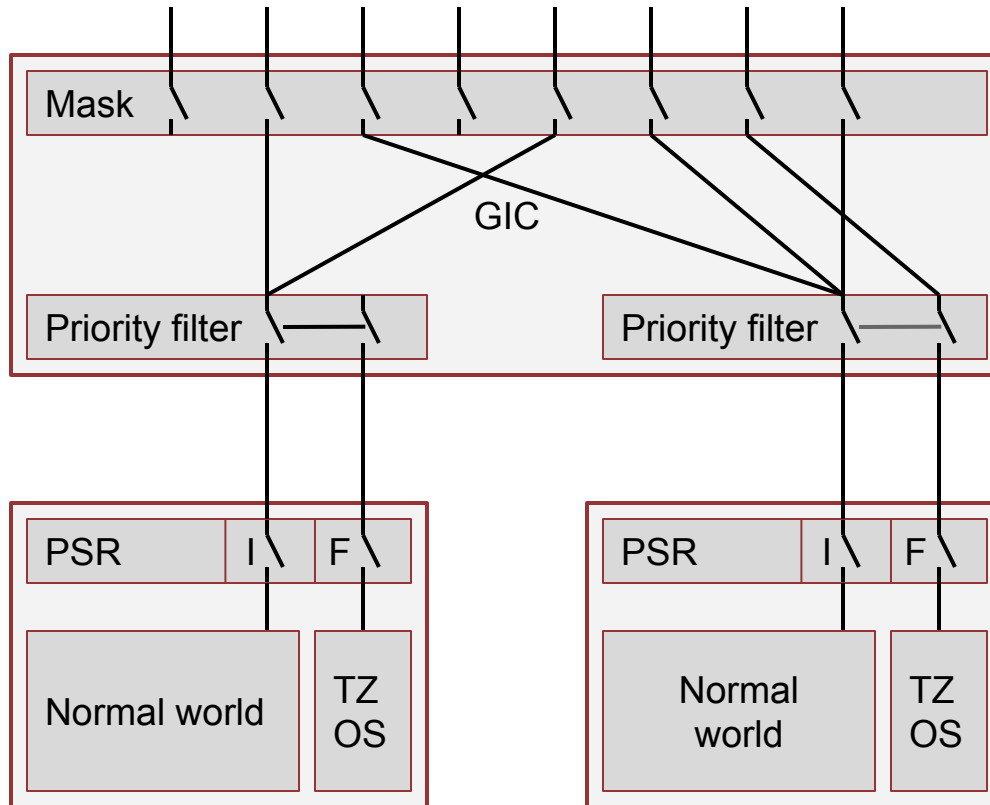 Mask
GIC
Priority filter
Priority filter
PSR
I
F
PSR
I
F
Normal world
TZ
OS
Normal
world
TZ
OS